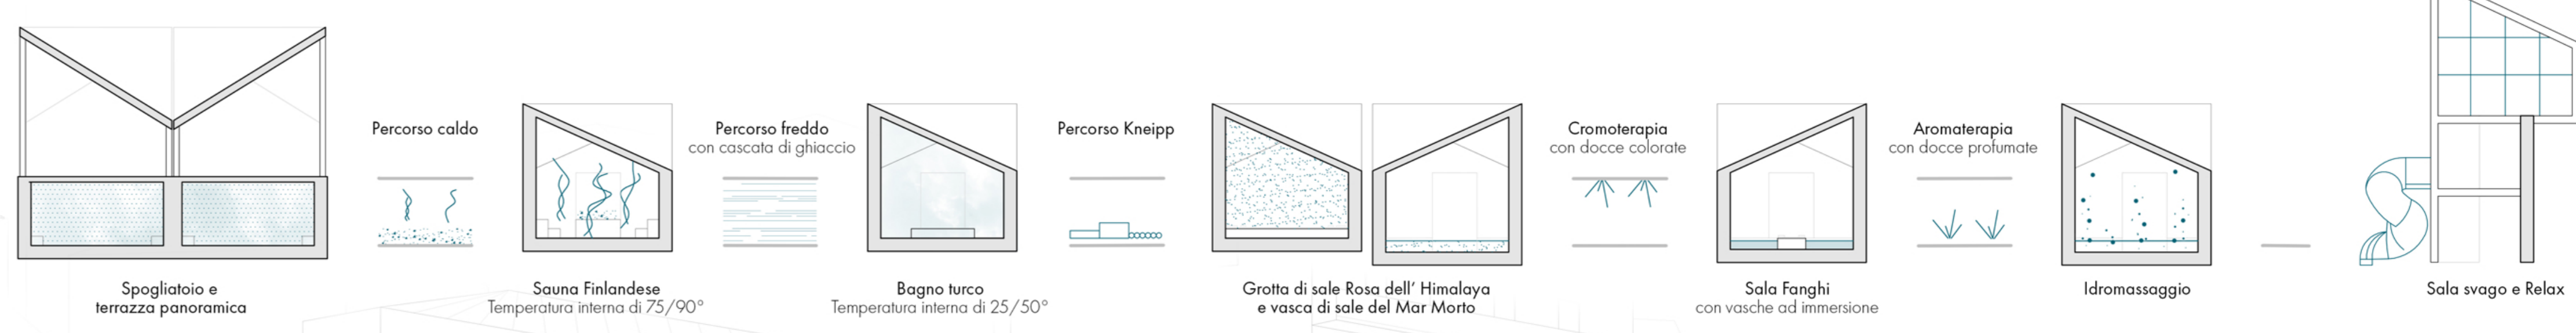 Spogliatoio e
terrazza panoramica
Percorso caldo
Sauna Finlandese
Temperatura interna di 75/90°
Percorso freddo
con cascata di ghiaccio
Bagno turco
Temperatura interna di 25/50°
Percorso Kneipp
Grotta di sale Rosa dell' Himalaya
e vasca di sale del Mar Morto
Cromoterapia
con docce colorate
Sala Fanghi
con vasche ad immersione
Aromaterapia
con docce profumate
Idromassaggio
Sala svago e Relax